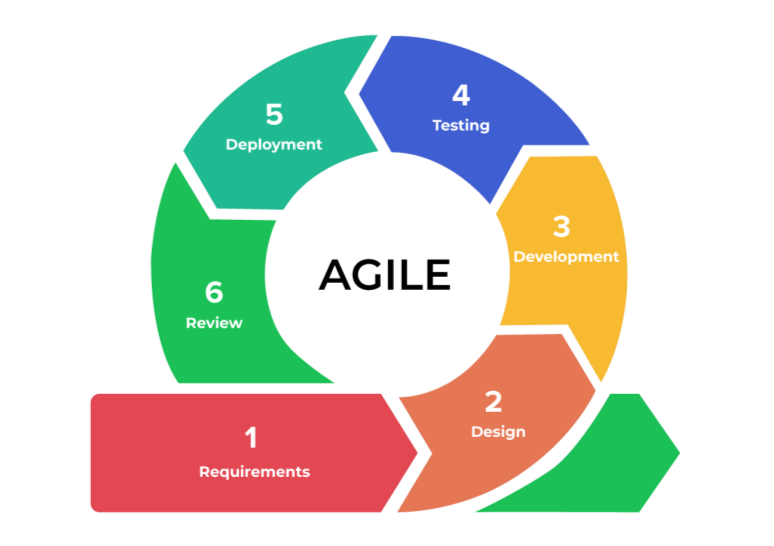 AGILE
1
Requirements
2
Design
3
Development
4
Testing
5
Deployment
6
Review